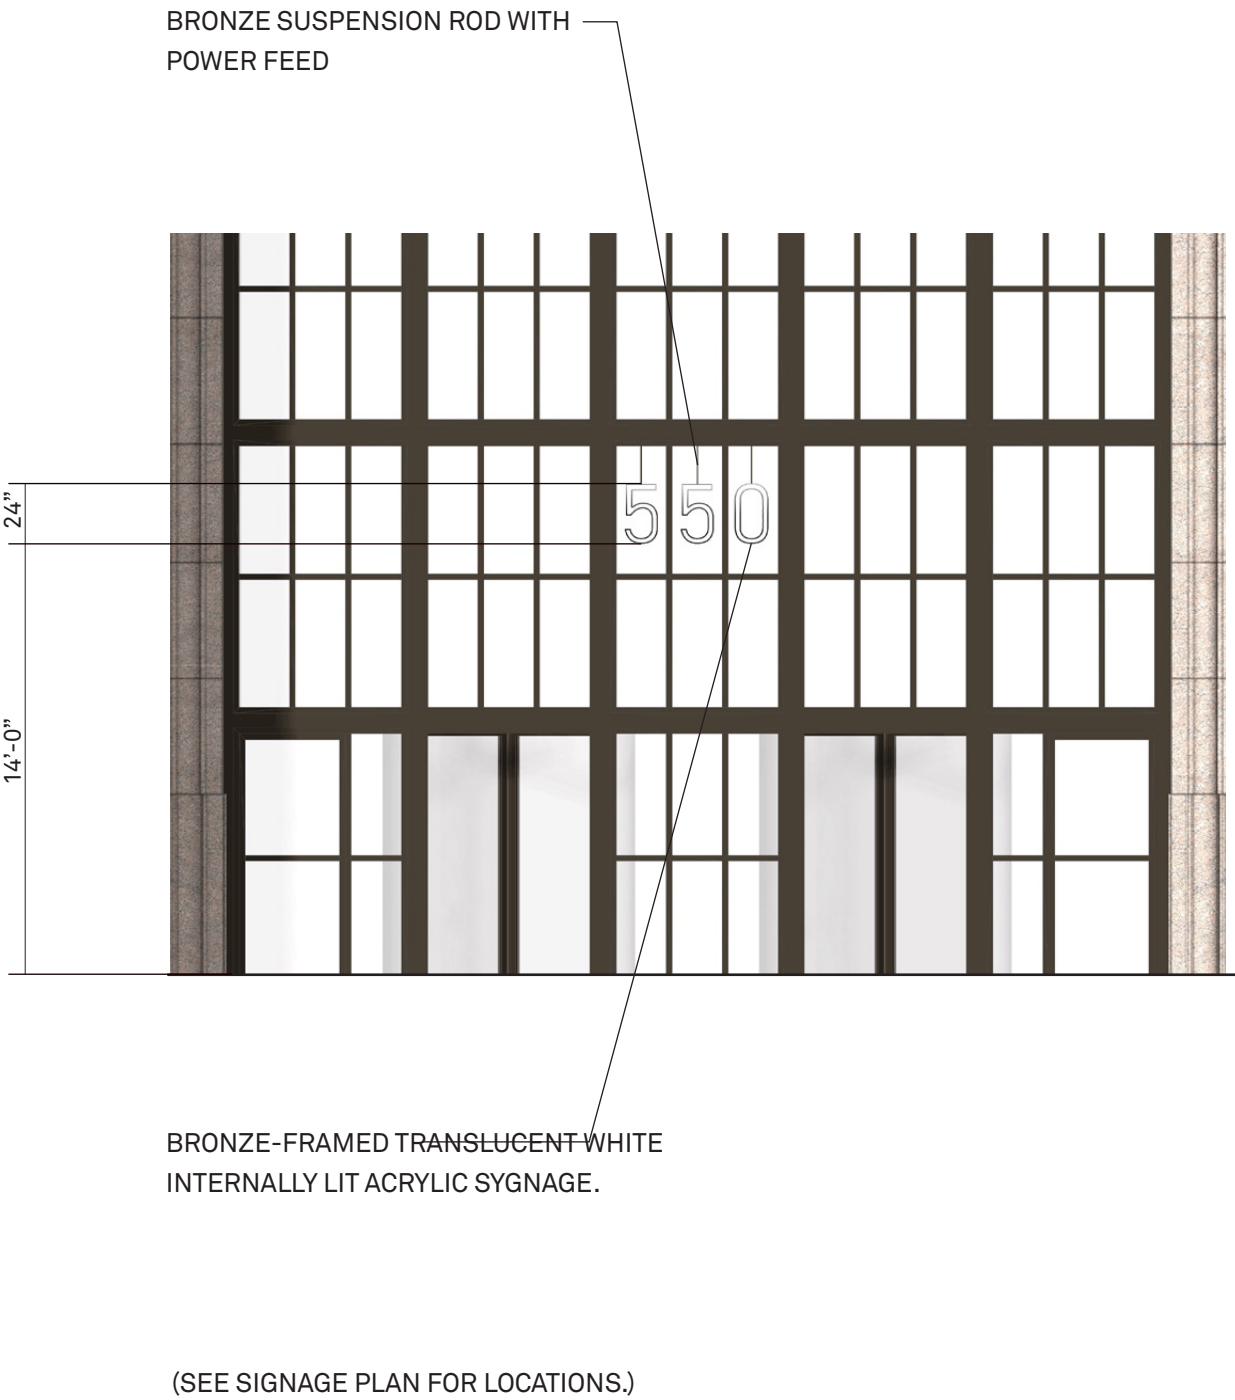 BRONZE SUSPENSION ROD WITH
POWER FEED
24”
550
14’-0”
BRONZE-FRAMED TRANSLUCENT WHITE
INTERNALLY LIT ACRYLIC SYGNAGE.
(SEE SIGNAGE PLAN FOR LOCATIONS.)